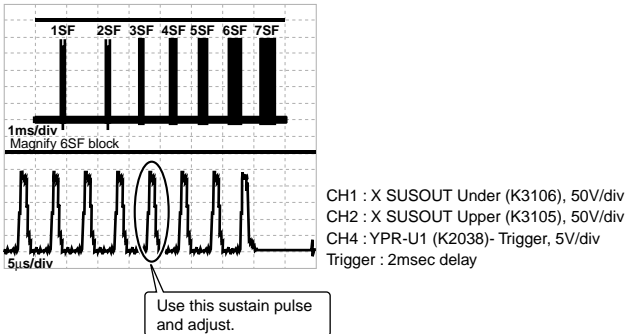 1SF 2SF 3SF 4SF 5SF 6SF 7SF
1ms/div
Magnify 6SF block
5µs/div
CH1 : X SUSOUT Under (K3106), 50V/div
CH2 : X SUSOUT Upper (K3105), 50V/div
CH4 : YPR-U1 (K2038)- Trigger, 5V/div
Trigger : 2msec delay
Use this sustain pulse
and adjust.